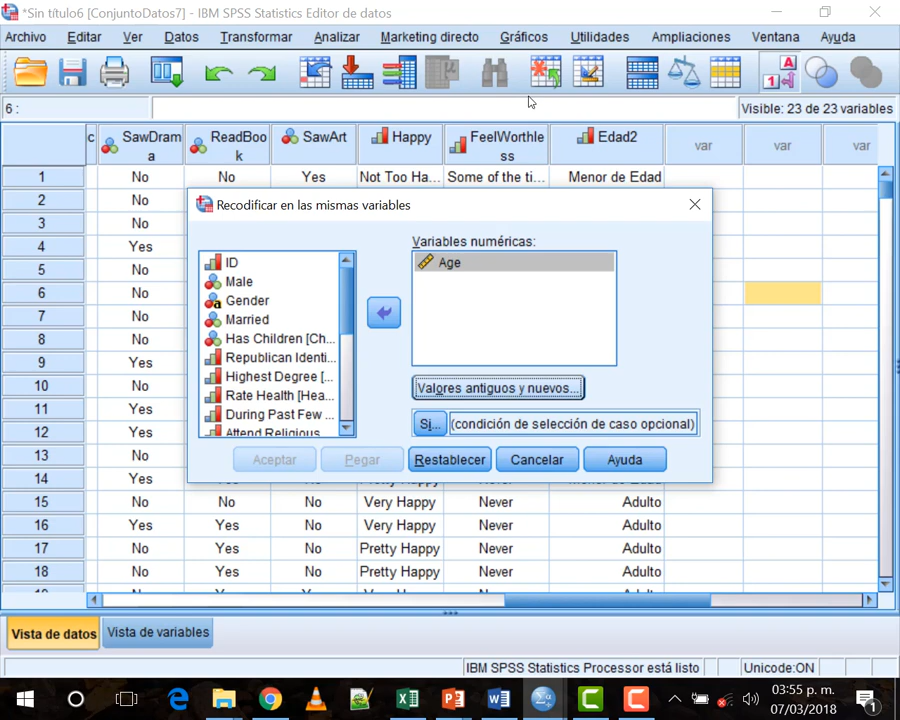 *Sin título6 [ConjuntoDatos7] - IBM SPSS Statistics Editor de datos
Archivo Editar Ver Datos Transformar Analizar Marketing directo Gráficos Utilidades Ampliaciones Ventana Ayuda
6 : Visible: 23 de 23 variables
c SawDram a ReadBoo k SawArt Happy FeelWorthle ss Edad2 var var var
1 No No Yes Not Too Ha... Some of the ti... Menor de Edad
2 No
3 No
4 Yes
5 No
6 No
7 No
8 No
9 Yes
10 No
11 Yes
12 Yes
13 No
14 Yes
15 No No No Very Happy Never Adulto
16 Yes Yes No Very Happy Never Adulto
17 No Yes No Pretty Happy Never Adulto
18 No Yes No Pretty Happy Never Adulto
Recodificar en las mismas variables
Variables numéricas:
ID
Male
Gender
Married
Has Children [Ch...
Republican Identi...
Highest Degree [...
Rate Health [Hea...
During Past Few ...
Attend Religious
Age
Valores antiguos y nuevos...
Si... (condición de selección de caso opcional)
Aceptar Pegar Restablecer Cancelar Ayuda
Vista de datos Vista de variables
IBM SPSS Statistics Processor está listo Unicode:ON
03:55 p. m.
07/03/2018
1